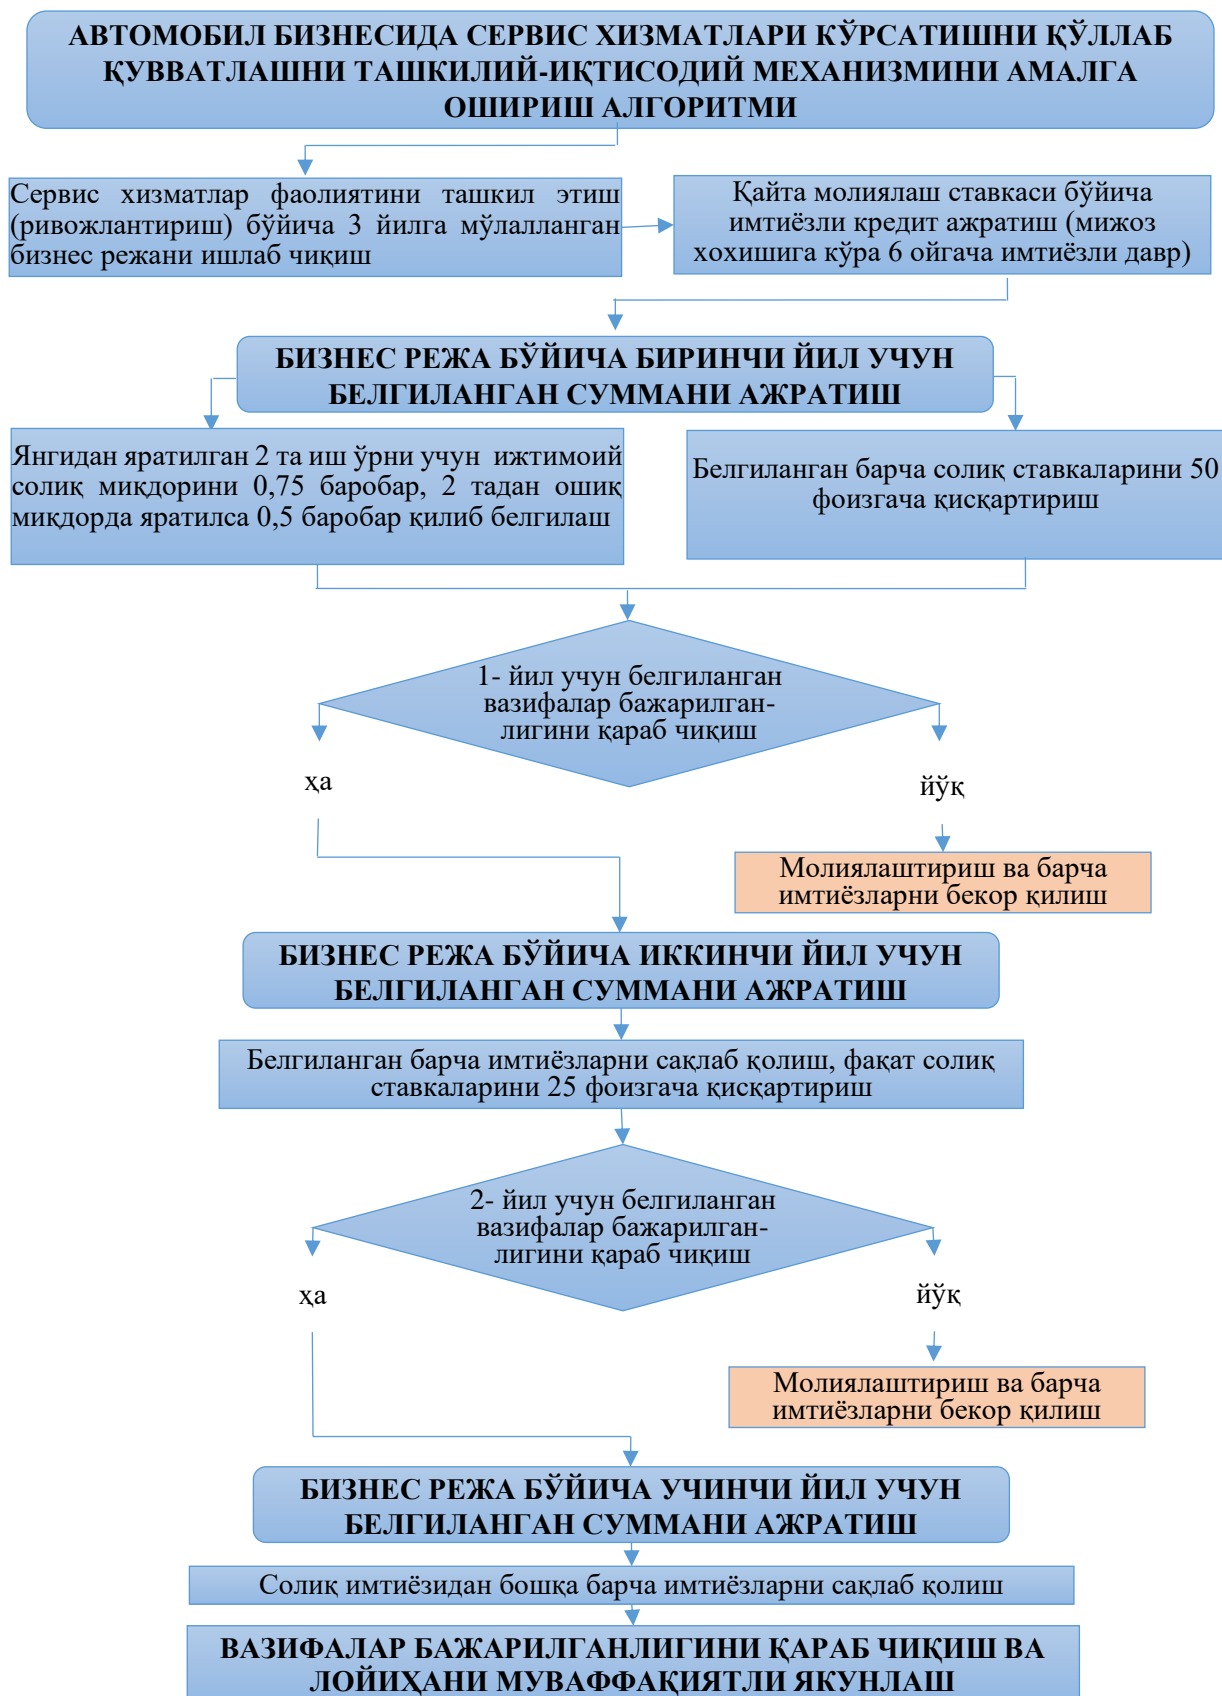 АВТОМОБИЛ БИЗНЕСИДА СЕРВИС ХИЗМАТЛАРИ КЎРСАТИШНИ ҚЎЛЛАБ
ҚУВВАТЛАШНИ ТАШКИЛИЙ-ИҚТИСОДИЙ МЕХАНИЗМИНИ АМАЛГА
ОШИРИШ АЛГОРИТМИ
Сервис хизматлар фаолиятини ташкил этиш
(ривожлантириш) бўйича 3 йилга мўлалланган
бизнес режани ишлаб чиқиш
Қайта молиялаш ставкаси бўйича
имтиёзли кредит ажратиш (мижоз
хохишига кўра 6 ойгача имтиёзли давр)
БИЗНЕС РЕЖА БЎЙИЧА БИРИНЧИ ЙИЛ УЧУН
БЕЛГИЛАНГАН СУММАНИ АЖРАТИШ
Янгидан яратилган 2 та иш ўрни учун ижтимоий
солиқ миқдорини 0,75 баробар, 2 тадан ошиқ
миқдорда яратилса 0,5 баробар қилиб белгилаш
Белгиланган барча солиқ ставкаларини 50
фоизгача қисқартириш
1- йил учун белгиланган
вазифалар бажарилган-
лигини қараб чиқиш
ҳа
йўқ
Молиялаштириш ва барча
имтиёзларни бекор қилиш
БИЗНЕС РЕЖА БЎЙИЧА ИККИНЧИ ЙИЛ УЧУН
БЕЛГИЛАНГАН СУММАНИ АЖРАТИШ
Белгиланган барча имтиёзларни сақлаб қолиш, фақат солиқ
ставкаларини 25 фоизгача қисқартириш
2- йил учун белгиланган
вазифалар бажарилган-
лигини қараб чиқиш
ҳа
йўқ
Молиялаштириш ва барча
имтиёзларни бекор қилиш
БИЗНЕС РЕЖА БЎЙИЧА УЧИНЧИ ЙИЛ УЧУН
БЕЛГИЛАНГАН СУММАНИ АЖРАТИШ
Солиқ имтиёзидан бошқа барча имтиёзларни сақлаб қолиш
ВАЗИФАЛАР БАЖАРИЛГАНЛИГИНИ ҚАРАБ ЧИҚИШ ВА
ЛОЙИҲАНИ МУВАФФАҚИЯТЛИ ЯКУНЛАШ